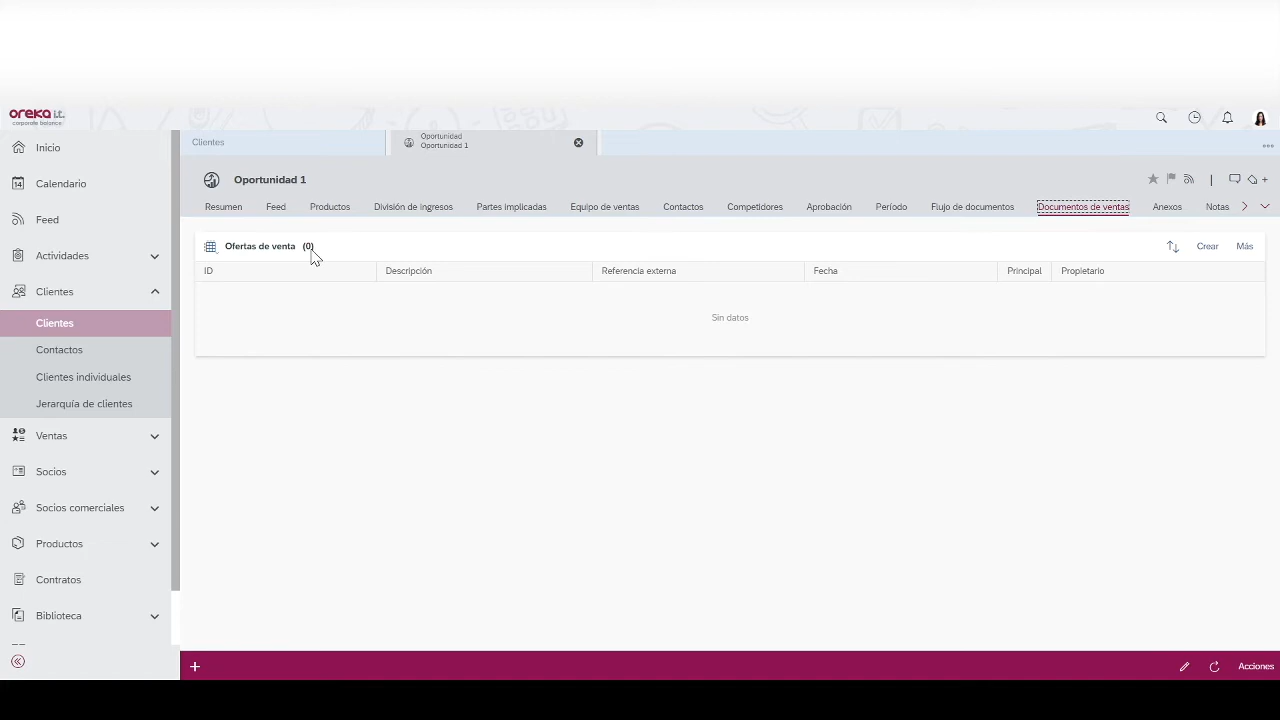 oreka i.t.
corporate balance
Inicio
14 Calendario
Feed
Actividades
Clientes
Clientes
Contactos
Clientes individuales
Jerarquía de clientes
Ventas
Socios
Socios comerciales
Productos
Contratos
Biblioteca
Clientes
Oportunidad
Oportunidad 1
Oportunidad 1
Resumen Feed Productos División de ingresos Partes implicadas Equipo de ventas Contactos Competidores Aprobación Período Flujo de documentos Documentos de ventas Anexos Notas
Ofertas de venta (0) Crear Más
ID Descripción Referencia externa Fecha Principal Propietario
Sin datos
Acciones